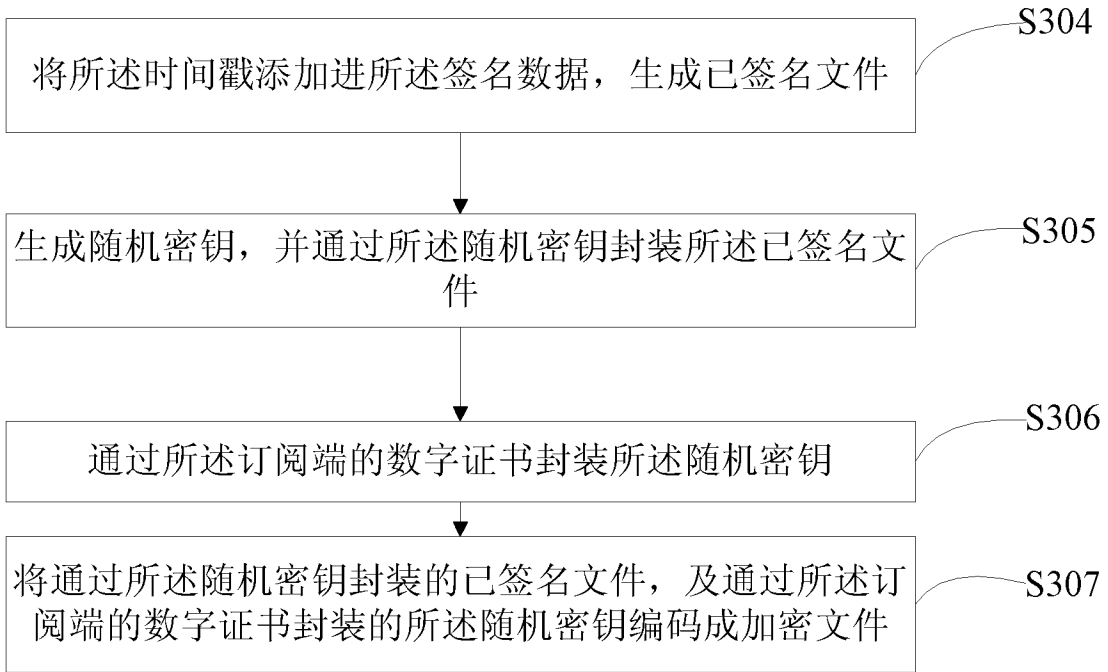 S304
将所述时间戳添加进所述签名数据，生成已签名文件
S305
生成随机密钥，并通过所述随机密钥封装所述已签名文
件
S306
通过所述订阅端的数字证书封装所述随机密钥
S307
将通过所述随机密钥封装的已签名文件，及通过所述订
阅端的数字证书封装的所述随机密钥编码成加密文件